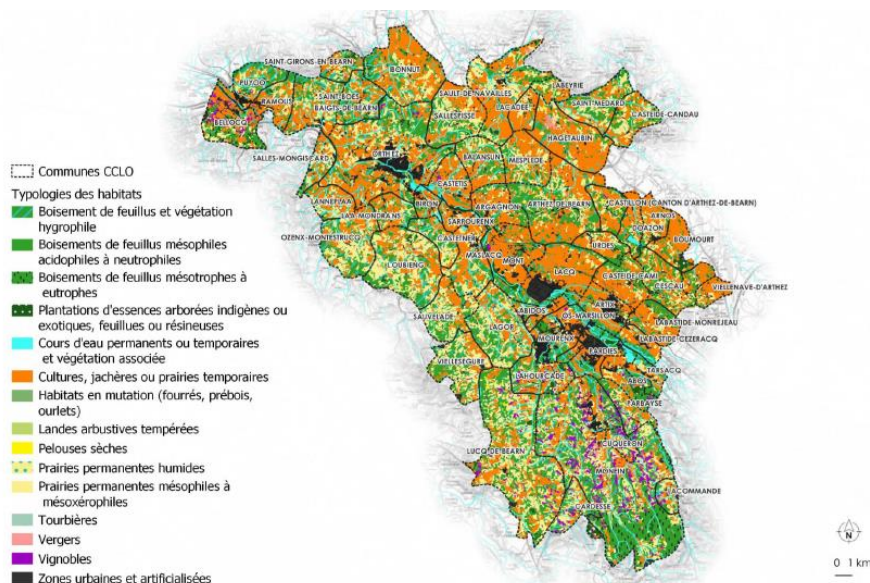 SAINT-GIRONS-EN-BEARN
BONNUT
PUYOO
RAMOUS
SAINT-BOES
BAIGTS-DE-BEARN
SAULT-DE-NAVAILLES
LABEYRIE
SAINT-MEDARD
SALLESPISSE
LACADEE
CASTEIDE-CANDAU
BELLOCQ
HAGETAUBIN
SALLES-MONGISCARD
ORTHEZ
BALANSUN
MESPLEDE
CASTETIS
LANNEPLAA
BIRON
ARGAGNON
ARTHEZ-DE-BEARN
CASTILLON (CANTON D'ARTHEZ-DE-BEARN)
LAA-MONDRANS
SARPOURENX
ARNOS
DOAZON
OZENX-MONTESTRUCQ
CASTETNER
URDES
BOUMOURT
MASLACQ
MONT
LOUBIENG
LACQ
CASTEIDE-CAMI
CESCAU
VIELLENAVE-D'ARTHEZ
ARTIX
SAUVELADE
ABIDOS
OS-MARSILLON
LABASTIDE-MONREJEAU
LAGOR
MOURENX
LABASTIDE-CEZERACQ
PARDIES
VIELLESEGURE
TARSACQ
LAHOURCADE
ABOS
PARBAYSE
CUQUERON
LUCQ-DE-BEARN
MONEIN
LACOMMANDE
CARDESSE
Communes CCLO
Typologies des habitats
Boisement de feuillus et végétation
hygrophile
Boisements de feuillus mésophiles
acidophiles à neutrophiles
Boisements de feuillus mésotrophes à
eutrophes
Plantations d'essences arborées indigènes ou
exotiques, feuillues ou résineuses
Cours d'eau permanents ou temporaires
et végétation associée
Cultures, jachères ou prairies temporaires
Habitats en mutation (fourrés, prébois,
ourlets)
Landes arbustives tempérées
Pelouses sèches
Prairies permanentes humides
Prairies permanentes mésophiles à
mésoxérophiles
Tourbières
Vergers
Vignobles
Zones urbaines et artificialisées
N
0 1 km